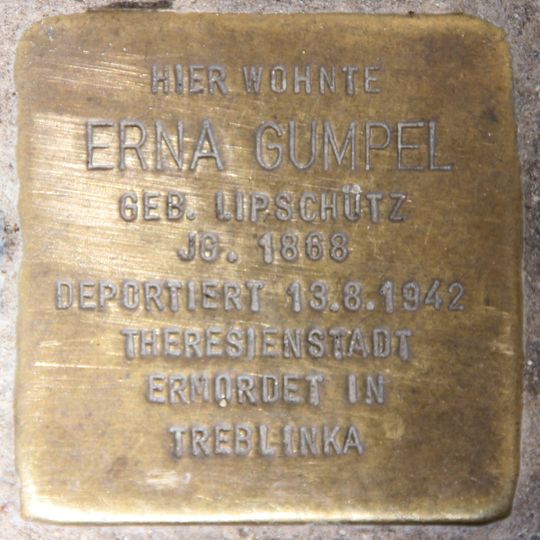 HIER WOHNTE
ERNA GUMPEL
GEB. LIPSCHÜTZ
JG. 1868
DEPORTIERT 13.8.1942
THERESIENSTADT
ERMORDET IN
TREBLINKA